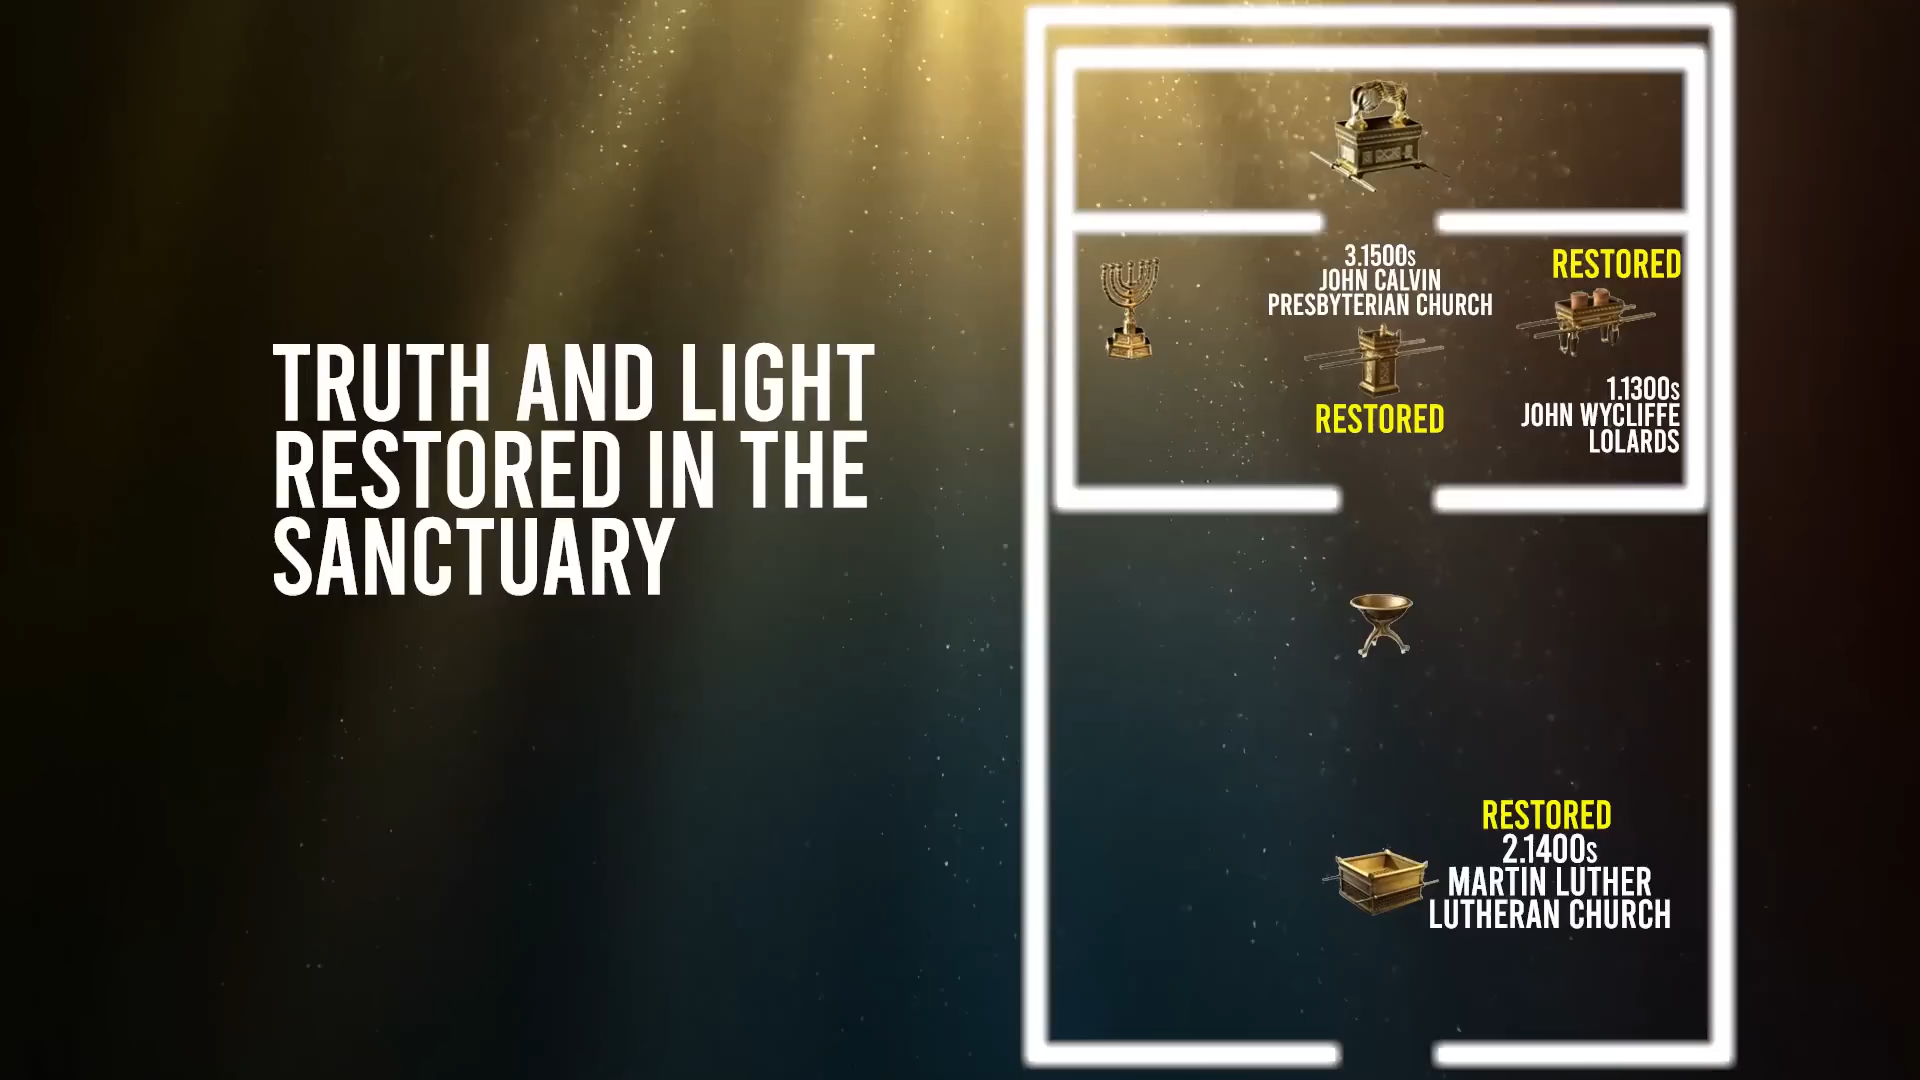 TRUTH AND LIGHT
RESTORED IN THE
SANCTUARY
3.1500s
JOHN CALVIN
PRESBYTERIAN CHURCH
RESTORED
RESTORED
1.1300s
JOHN WYCLIFFE
LOLARDS
RESTORED
2.1400s
MARTIN LUTHER
LUTHERAN CHURCH